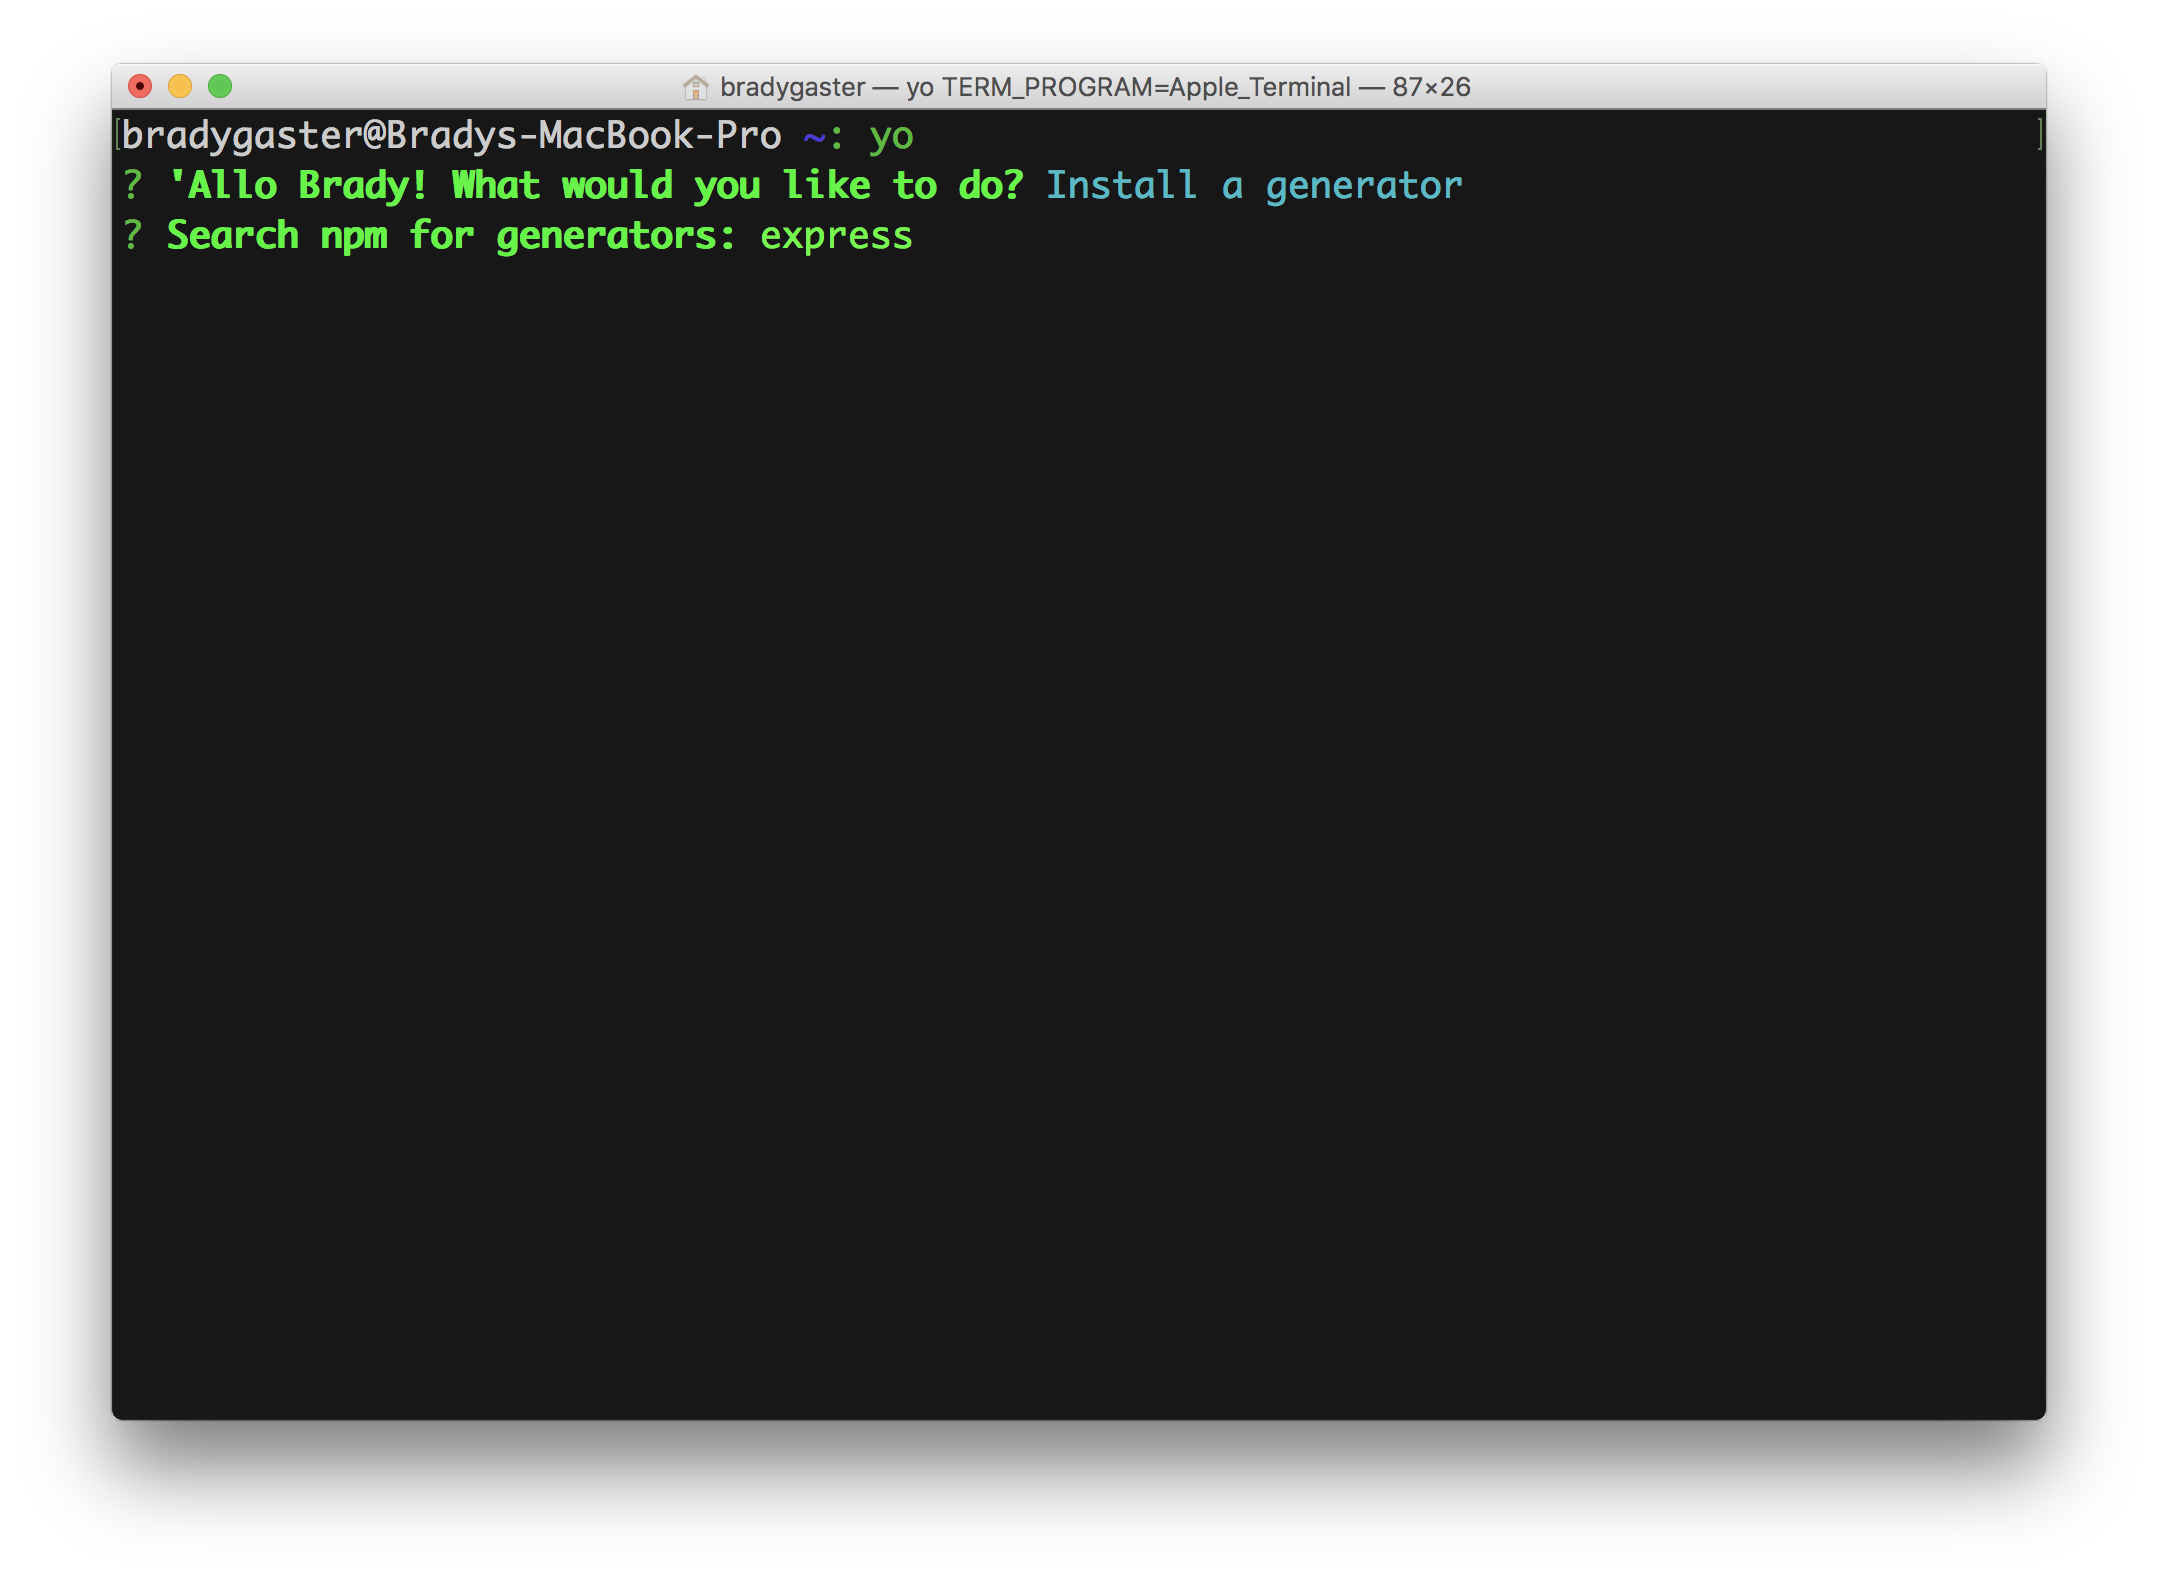 bradygaster — yo TERM_PROGRAM=Apple_Terminal — 87×26
[bradygaster@Bradys-MacBook-Pro ~: yo ]
? 'Allo Brady! What would you like to do? Install a generator
? Search npm for generators: express